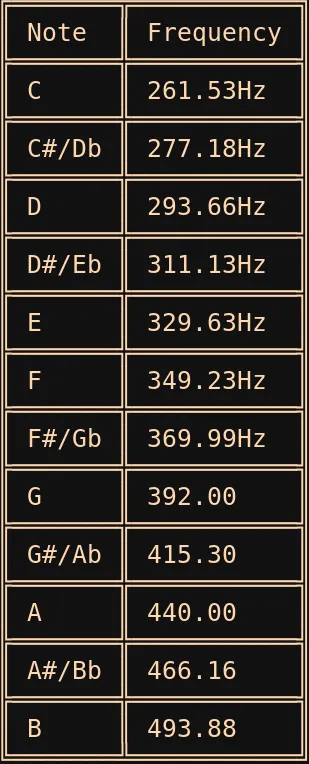 Note Frequency
C 261.53Hz
C#/Db 277.18Hz
D 293.66Hz
D#/Eb 311.13Hz
E 329.63Hz
F 349.23Hz
F#/Gb 369.99Hz
G 392.00
G#/Ab 415.30
A 440.00
A#/Bb 466.16
B 493.88